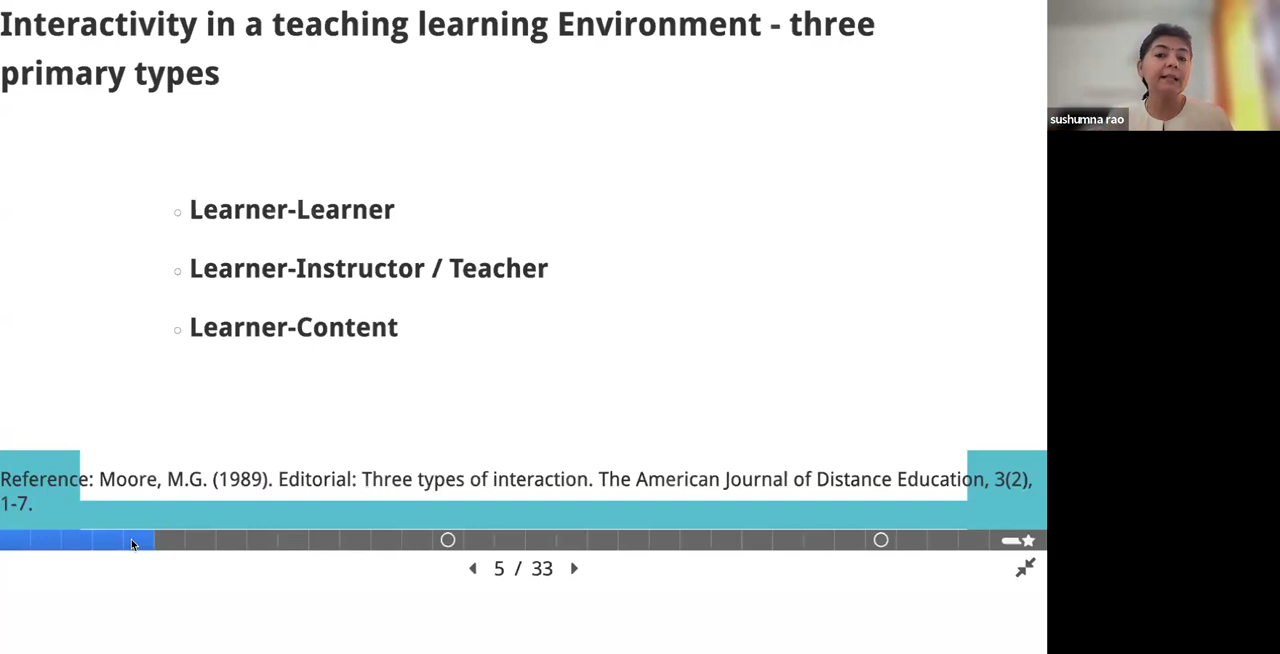 Interactivity in a teaching learning Environment - three
primary types
Learner-Learner
Learner-Instructor / Teacher
Learner-Content
Reference: Moore, M.G. (1989). Editorial: Three types of interaction. The American Journal of Distance Education, 3(2),
1-7.
5 / 33
sushumna rao